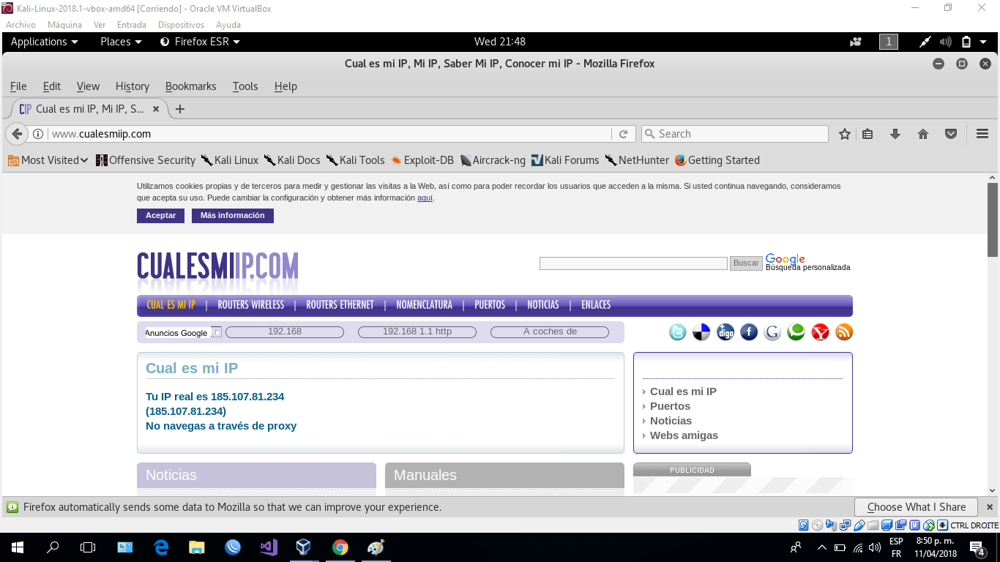 Kali-Linux-2018.1-vbox-amd64 [Corriendo] - Oracle VM VirtualBox
Archivo Máquina Ver Entrada Dispositivos Ayuda
Applications Places Firefox ESR Wed 21:48 1
Cual es mi IP, Mi IP, Saber Mi IP, Conocer mi IP - Mozilla Firefox
File Edit View History Bookmarks Tools Help
CIP Cual es mi IP, Mi IP, S...
www.cualesmiip.com Search
Most Visited Offensive Security Kali Linux Kali Docs Kali Tools Exploit-DB Aircrack-ng Kali Forums NetHunter Getting Started
Utilizamos cookies propias y de terceros para medir y gestionar las visitas a la Web, así como para poder recordar los usuarios que acceden a la misma. Si usted continua navegando, consideramos
que acepta su uso. Puede cambiar la configuración y obtener más información aquí.
Aceptar Más información
CUALESMIIP.COM
Buscar Google
Búsqueda personalizada
CUAL ES MI IP | ROUTERS WIRELESS | ROUTERS ETHERNET | NOMENCLATURA | PUERTOS | NOTICIAS | ENLACES
Anuncios Google 192.168 192.168 1.1 http A coches de
Cual es mi IP
Tu IP real es 185.107.81.234
(185.107.81.234)
No navegas a través de proxy
Cual es mi IP
Puertos
Noticias
Webs amigas
Noticias Manuales PUBLICIDAD
Firefox automatically sends some data to Mozilla so that we can improve your experience. Choose What I Share
CTRL DROITE
ESP 8:50 p. m.
FR 11/04/2018 4